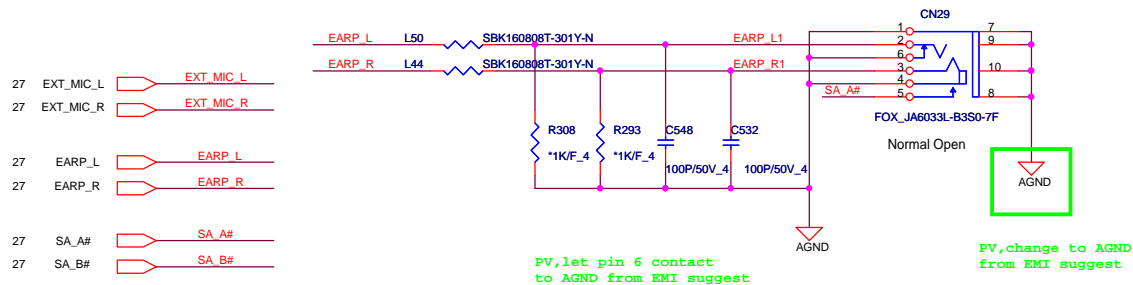 CN29
EARP_L L50 SBK160808T-301Y-N EARP_L1 1 7
2 9
6
EARP_R L44 SBK160808T-301Y-N EARP_R1 3 10
4
SA_A# 5 8
FOX_JA6033L-B3S0-7F
Normal Open
27 EXT_MIC_L EXT_MIC_L
27 EXT_MIC_R EXT_MIC_R
R308 R293 C548 C532
*1K/F_4 *1K/F_4 100P/50V_4 100P/50V_4
27 EARP_L EARP_L
27 EARP_R EARP_R
AGND
27 SA_A# SA_A#
27 SA_B# SA_B#
AGND
PV,let pin 6 contact
to AGND from EMI suggest
PV,change to AGND
from EMI suggest